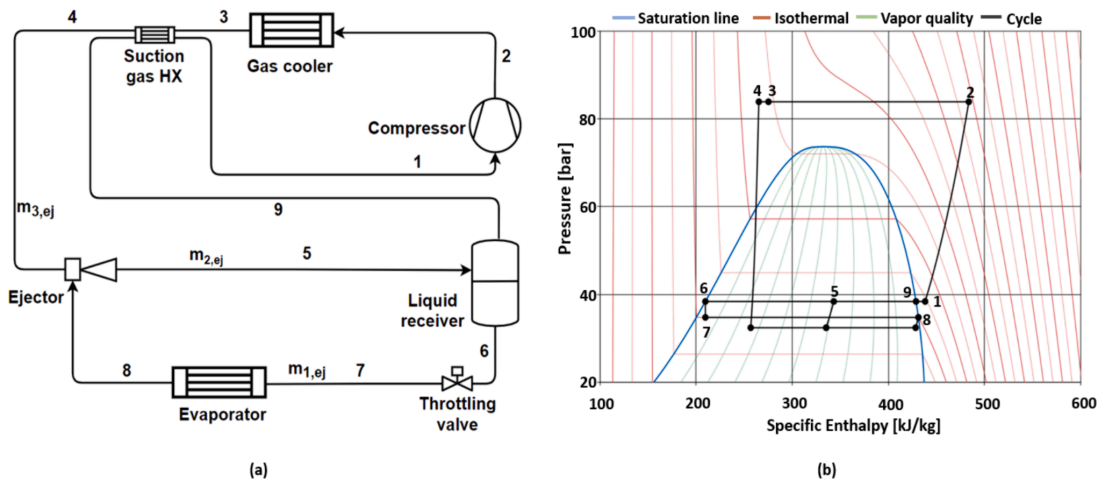 4
3
2
Suction
gas HX
Gas cooler
Compressor
1
9
m3,ej
m2,ej
5
Ejector
Liquid
receiver
6
8
m1,ej
7
Evaporator
Throttling
valve
(a)
Saturation line
Isothermal
Vapor quality
Cycle
100
80
60
40
20
Pressure [bar]
4 3
2
6
5
9
1
7
8
100
200
300
400
500
600
Specific Enthalpy [kJ/kg]
(b)